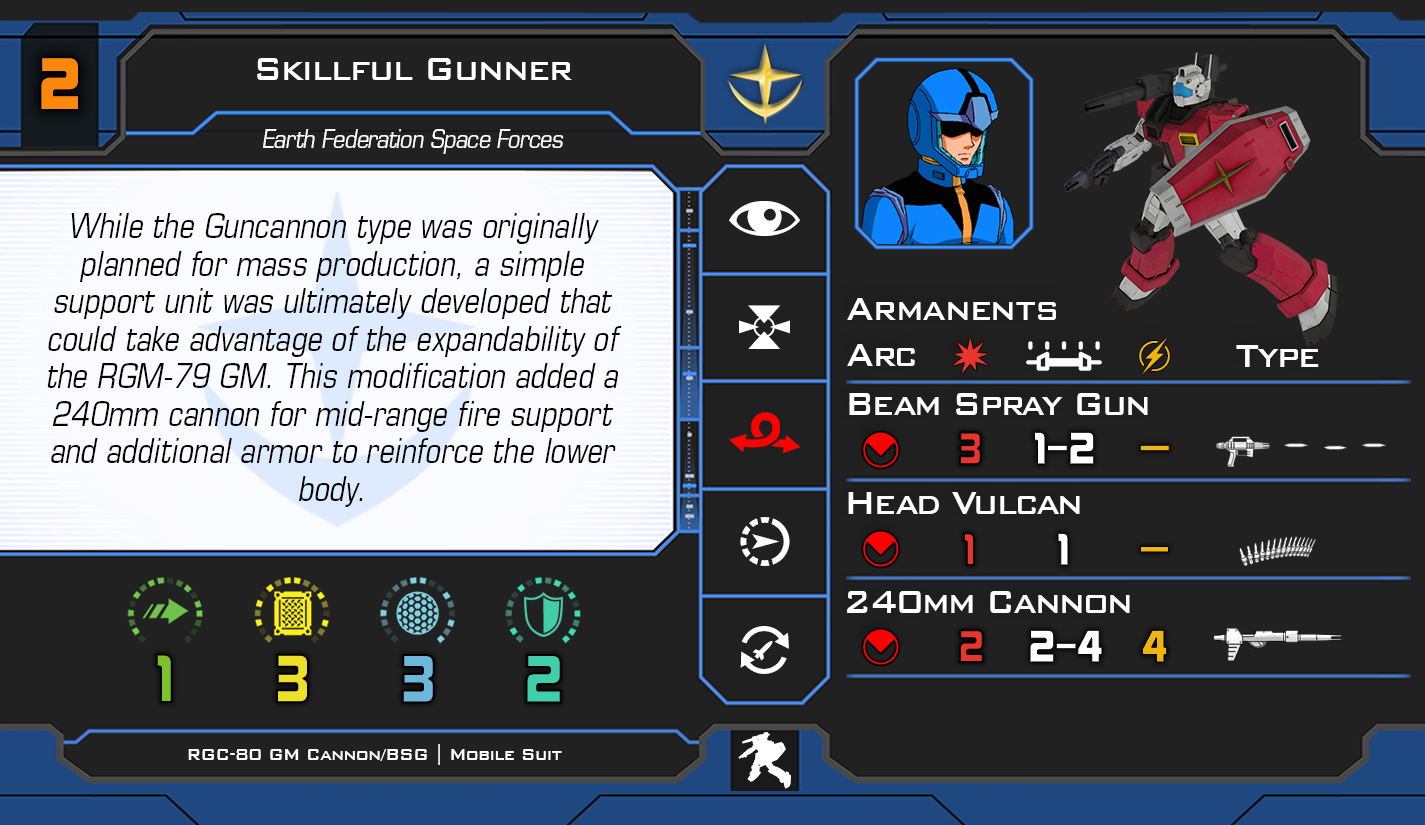 2
Skillful Gunner
Earth Federation Space Forces
While the Guncannon type was originally
planned for mass production, a simple
support unit was ultimately developed that
could take advantage of the expandability of
the RGM-79 GM. This modification added a
240mm cannon for mid-range fire support
and additional armor to reinforce the lower
body.
1 3 3 2
RGC-80 GM Cannon/BSG | Mobile Suit
Armanents
Arc Type
Beam Spray Gun
3 1-2 –
Head Vulcan
1 1 –
240mm Cannon
2 2-4 4